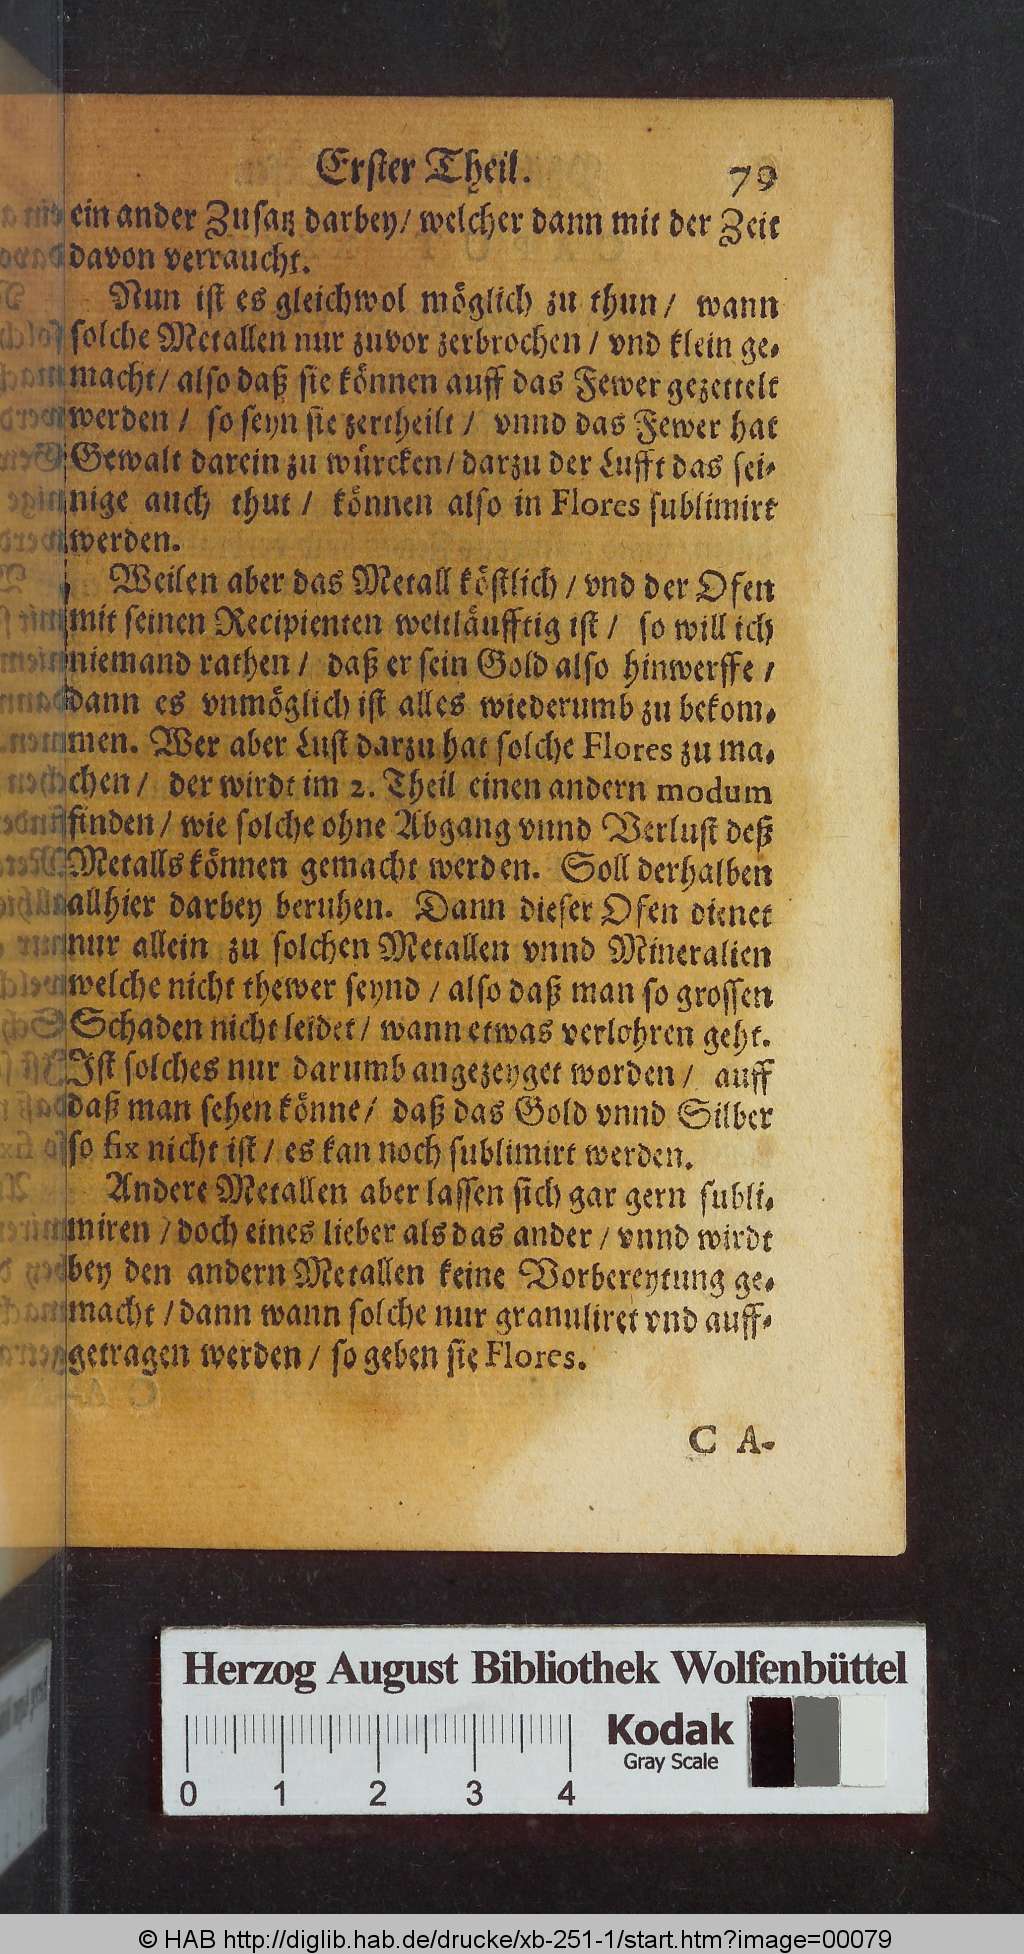 Erster Theil. 79
ein ander Zusatz darbey/ welcher dann mit der Zeit
davon verraucht.
Nun ist es gleichwol möglich zu thun/ wann
solche Metallen nur zuvor zerbrochen / vnd klein ge-
macht/ also daß sie können auff das Fewer gezettelt
werden / so seyn sie zertheilt / vnnd das Fewer hat
Gewalt darein zu würcken/ darzu der Lufft das sei-
nige auch thut / können also in Flores sublimirt
werden.
Weilen aber das Metall köstlich / vnd der Ofen
mit seinen Recipienten weitläufftig ist / so will ich
niemand rathen / daß er sein Gold also hinwerffe /
dann es vnmöglich ist alles wiederumb zu bekom-
men. Wer aber Lust darzu hat solche Flores zu ma-
chen / der wirdt im 2. Theil einen andern modum
finden / wie solche ohne Abgang vnnd Verlust deß
Metalls können gemacht werden. Soll derhalben
allhier darbey beruhen. Dann dieser Ofen dienet
nur allein zu solchen Metallen vnnd Mineralien
welche nicht thewer seynd / also daß man so grossen
Schaden nicht leidet / wann etwas verlohren geht.
Ist solches nur darumb angezeyget worden / auff
daß man sehen könne / daß das Gold vnnd Silber
so fix nicht ist / es kan noch sublimirt werden.
Andere Metallen aber lassen sich gar gern subli-
miren / doch eines lieber als das ander / vnnd wirdt
bey den andern Metallen keine Vorbereytung ge-
macht / dann wann solche nur granuliret vnd auff-
getragen werden / so geben sie Flores.
C A-
Herzog August Bibliothek Wolfenbüttel
Kodak
Gray Scale
0 1 2 3 4
© HAB http://diglib.hab.de/drucke/xb-251-1/start.htm?image=00079